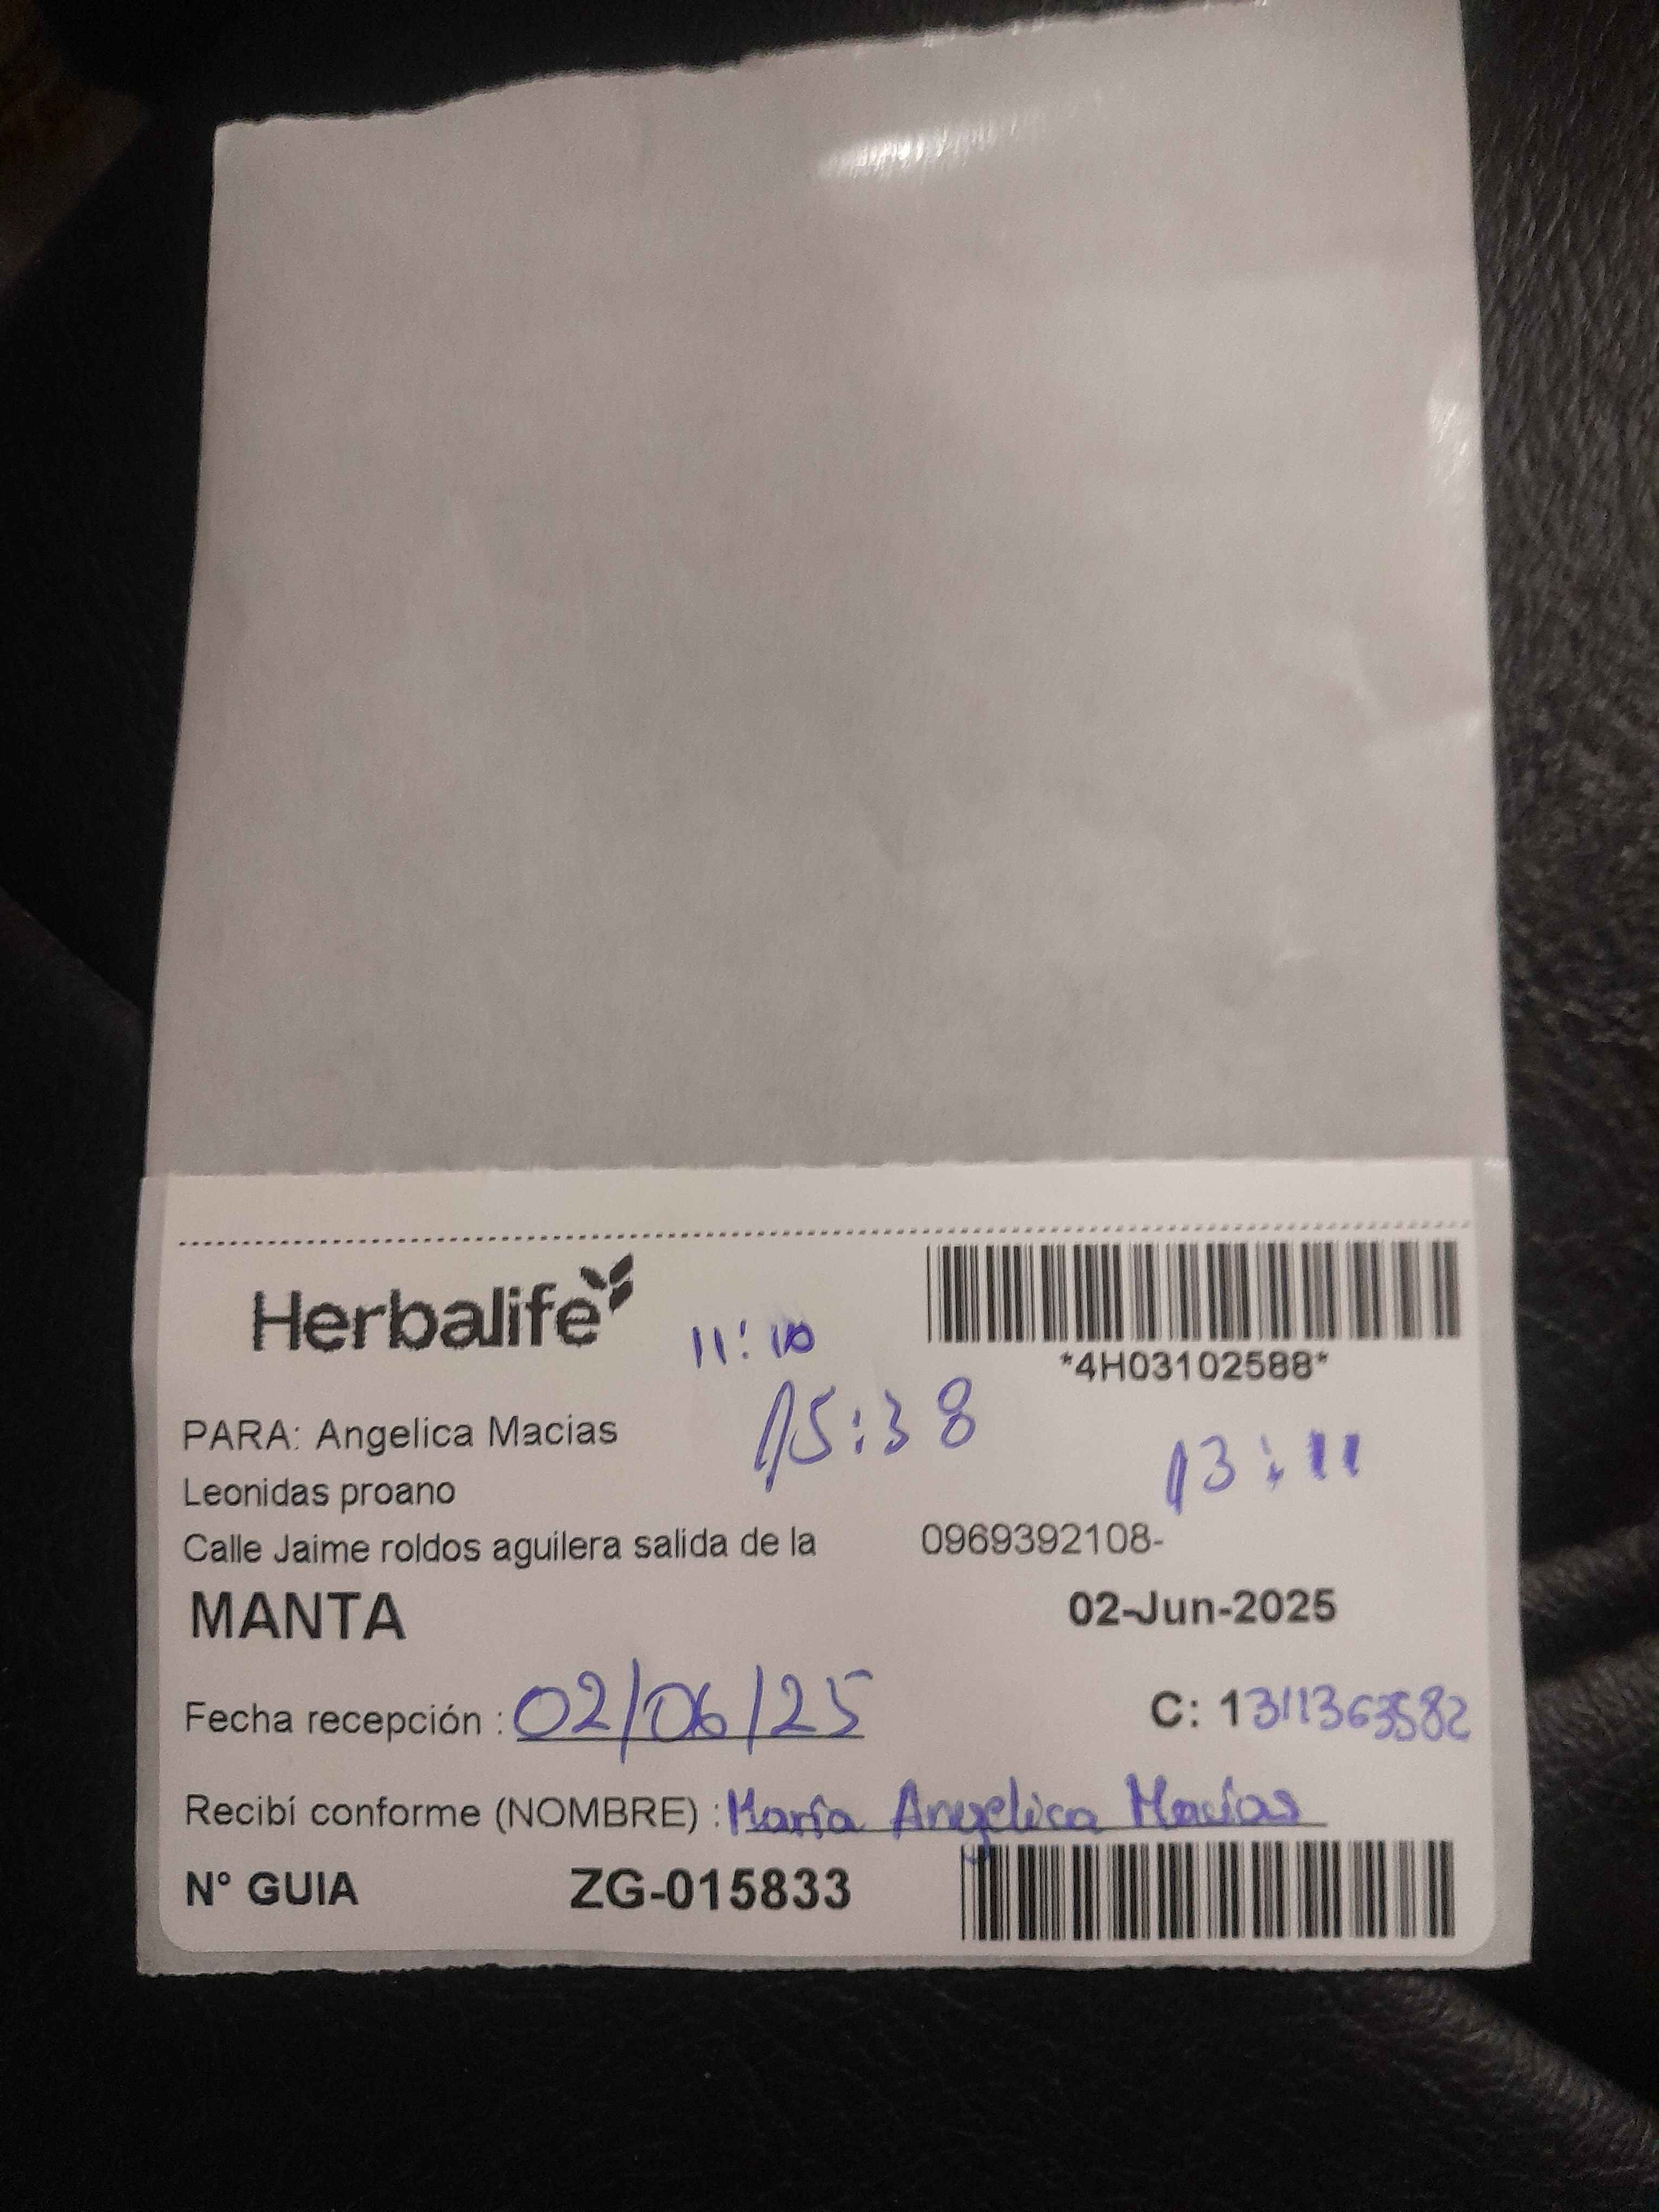 Herbalife
11:10
*4H03102588*
PARA: Angelica Macias
15:38
13:11
Leonidas proano
Calle Jaime roldos aguilera salida de la 0969392108-
MANTA 02-Jun-2025
Fecha recepción : 02/06/25 C: 1311363582
Recibí conforme (NOMBRE) : María Angelica Macías
N° GUIA ZG-015833